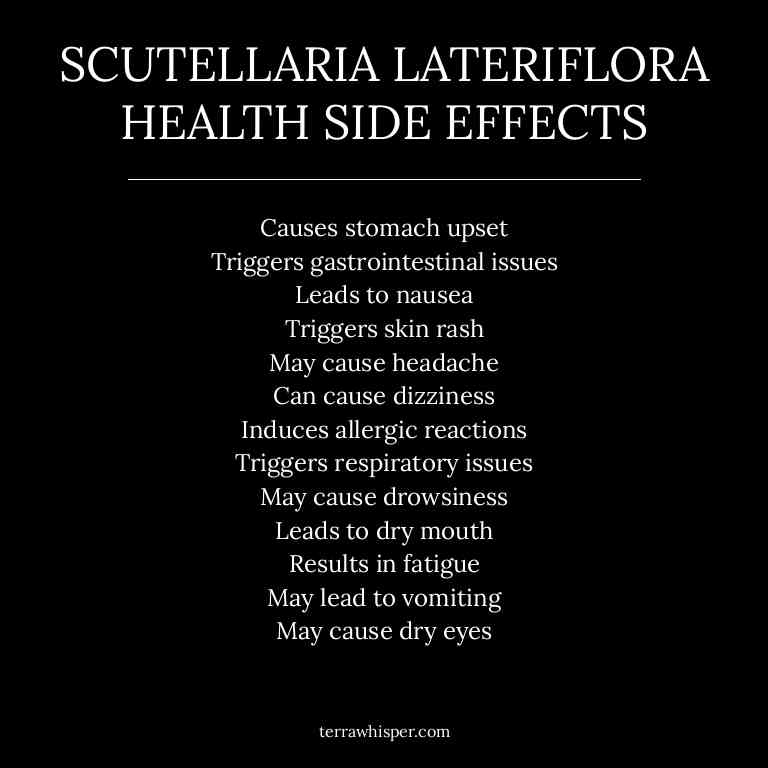 SCUTELLARIA LATERIFLORA
HEALTH SIDE EFFECTS
Causes stomach upset
Triggers gastrointestinal issues
Leads to nausea
Triggers skin rash
May cause headache
Can cause dizziness
Induces allergic reactions
Triggers respiratory issues
May cause drowsiness
Leads to dry mouth
Results in fatigue
May lead to vomiting
May cause dry eyes
terrawhisper.com